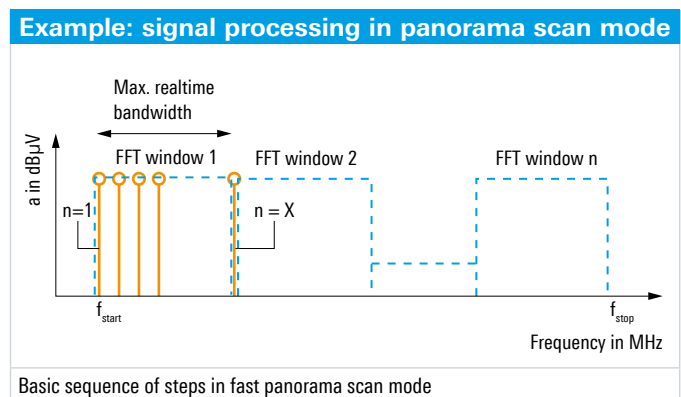 Example: signal processing in panorama scan mode
Max. realtime
bandwidth
a in dBµV
FFT window 1
FFT window 2
FFT window n
n=1
n = X
fstart
fstop
Frequency in MHz
Basic sequence of steps in fast panorama scan mode